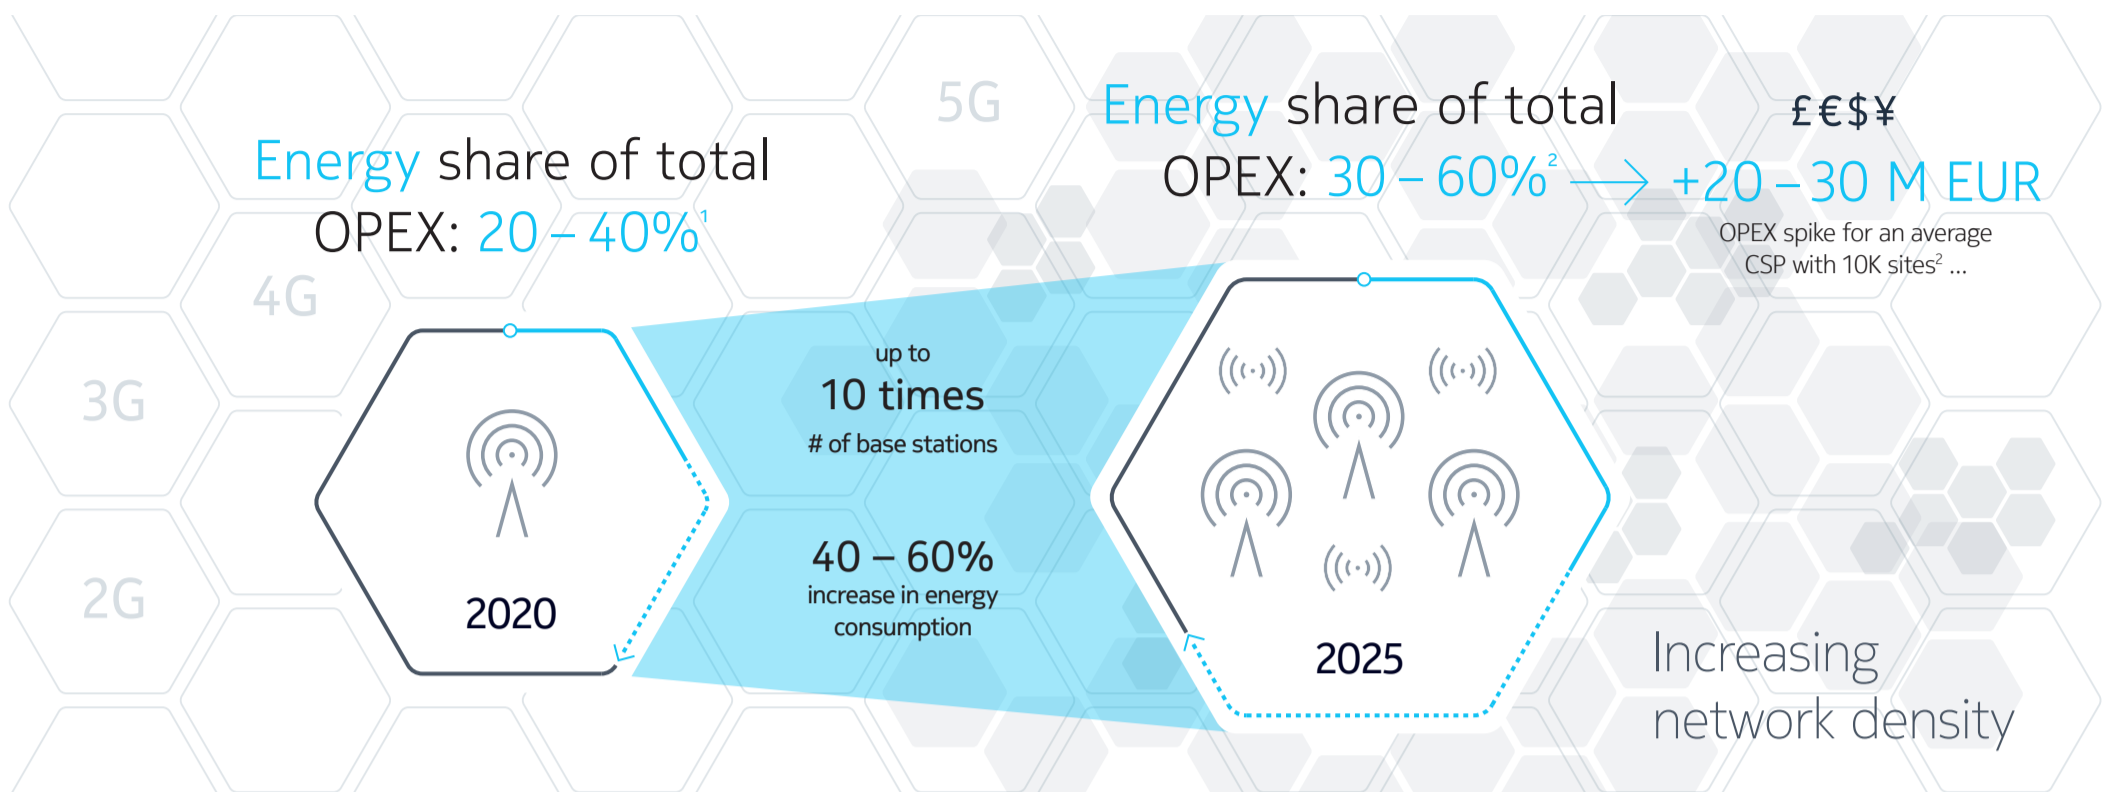 2G
3G
4G
5G
Energy share of total
OPEX: 20 – 40%¹
2020
up to
10 times
# of base stations
40 – 60%
increase in energy
consumption
Energy share of total
OPEX: 30 – 60%²
£€$¥
+20 – 30 M EUR
OPEX spike for an average
CSP with 10K sites² ...
2025
Increasing
network density